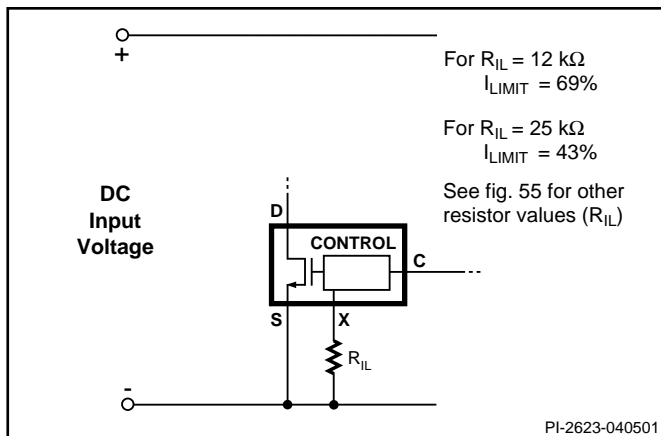 +
For R_IL = 12 kΩ
I_LIMIT = 69%
For R_IL = 25 kΩ
I_LIMIT = 43%
See fig. 55 for other
resistor values (R_IL)
DC
Input
Voltage
D
CONTROL
C
S
X
R_IL
-
PI-2623-040501